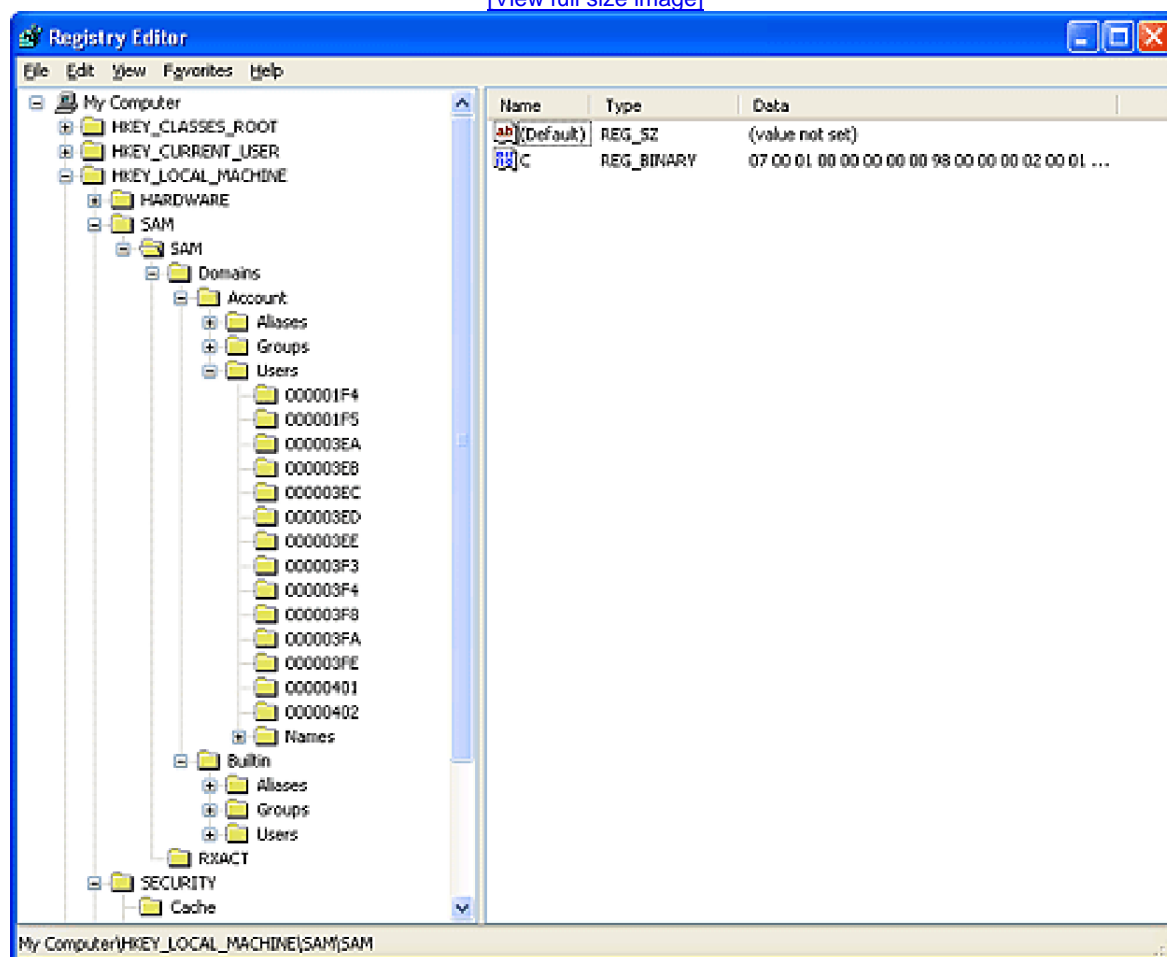 [View full size image]
Registry Editor
File Edit View Favorites Help
My Computer
HKEY_CLASSES_ROOT
HKEY_CURRENT_USER
HKEY_LOCAL_MACHINE
HARDWARE
SAM
SAM
Domains
Account
Aliases
Groups
Users
000001F4
000001F5
000003EA
000003EB
000003EC
000003ED
000003EE
000003F3
000003F4
000003F8
000003FA
000003FE
00000401
00000402
Names
Builtin
Aliases
Groups
Users
RXACT
SECURITY
Cache
Name Type Data
(Default) REG_SZ (value not set)
C REG_BINARY 07 00 01 00 00 00 00 00 98 00 00 00 02 00 01 ...
My Computer\HKEY_LOCAL_MACHINE\SAM\SAM